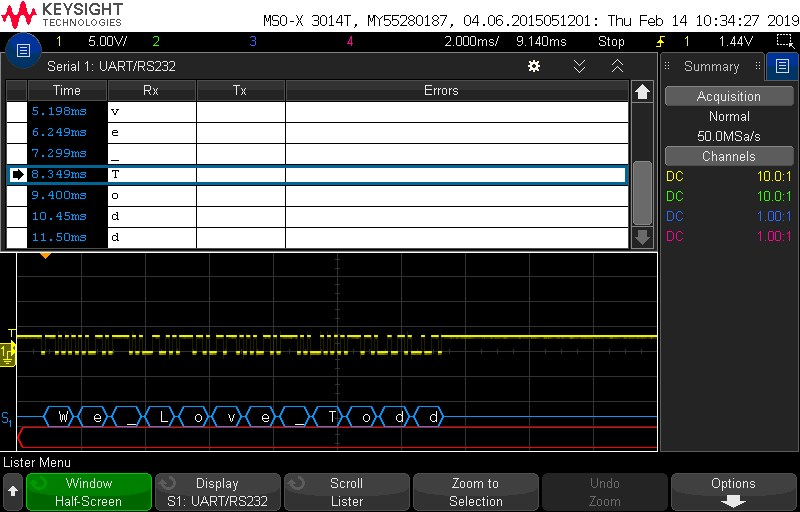 KEYSIGHT
TECHNOLOGIES
MSO-X 3014T, MY55280187, 04.06.2015051201: Thu Feb 14 10:34:27 2019
1 5.00V/ 2 3 4 2.000ms/ 9.140ms Stop 1 1.44V
Serial 1: UART/RS232
Time Rx Tx Errors
5.198ms v
6.249ms e
7.299ms _
8.349ms T
9.400ms o
10.45ms d
11.50ms d
Summary
Acquisition
Normal
50.0MSa/s
Channels
DC 10.0:1
DC 10.0:1
DC 1.00:1
DC 1.00:1
T
1
S1 W e _ L o v e _ T o d d
Lister Menu
Window
Half-Screen
Display
S1: UART/RS232
Scroll
Lister
Zoom to
Selection
Undo
Zoom
Options